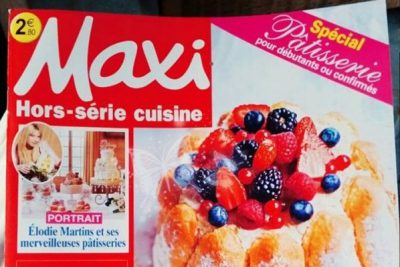 2€
,80
Maxi
Hors-série cuisine
Spécial
Pâtisserie
pour débutants ou confirmés
PORTRAIT
Élodie Martins et ses
merveilleuses pâtisseries